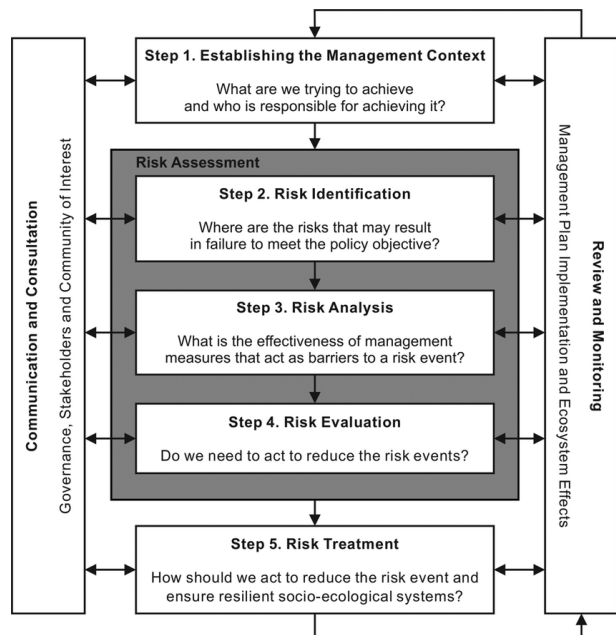 Step 1. Establishing the Management Context
What are we trying to achieve
and who is responsible for achieving it?
Risk Assessment
Step 2. Risk Identification
Where are the risks that may result
in failure to meet the policy objective?
Step 3. Risk Analysis
What is the effectiveness of management
measures that act as barriers to a risk event?
Step 4. Risk Evaluation
Do we need to act to reduce the risk events?
Step 5. Risk Treatment
How should we act to reduce the risk event and
ensure resilient socio-ecological systems?
Communication and Consultation
Governance, Stakeholders and Community of Interest
Review and Monitoring
Management Plan Implementation and Ecosystem Effects